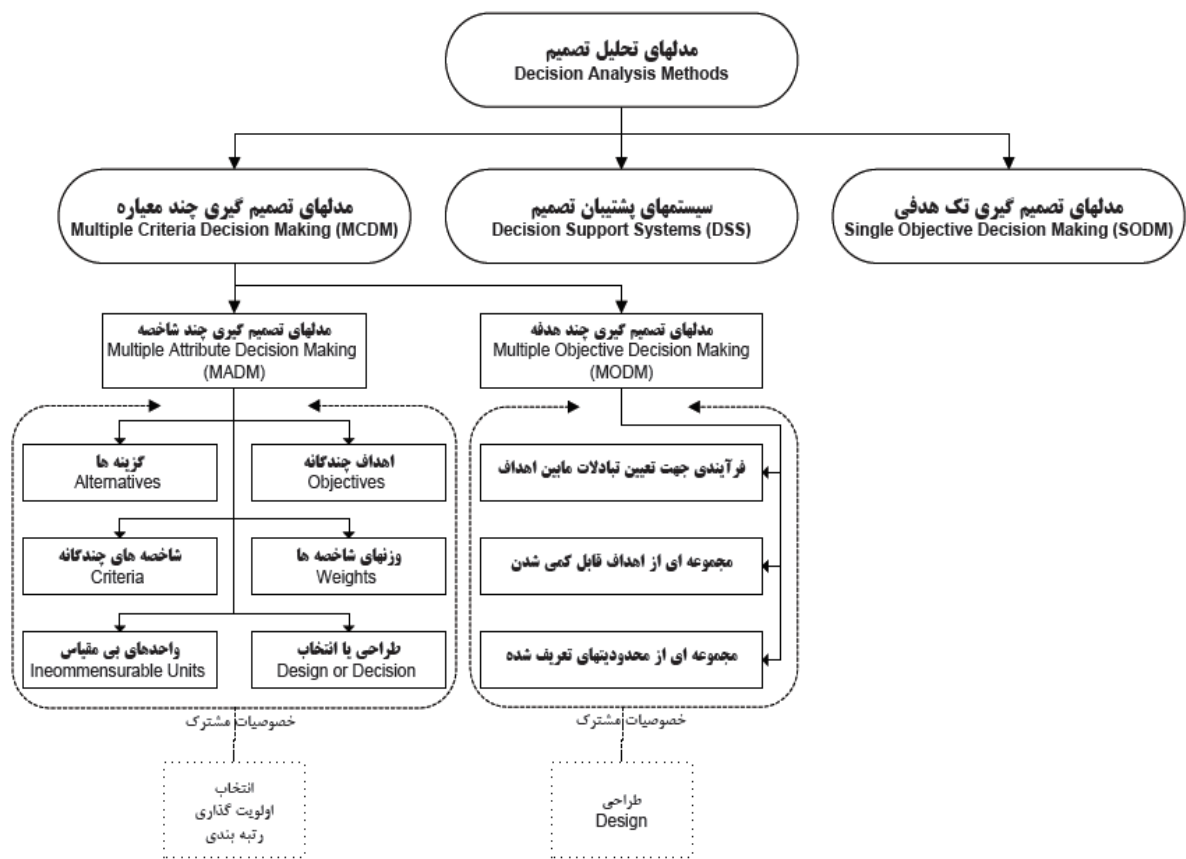 مدلهای تحلیل تصمیم
Decision Analysis Methods
مدلهای تصمیم گیری چند معیاره
Multiple Criteria Decision Making (MCDM)
سیستمهای پشتیبان تصمیم
Decision Support Systems (DSS)
مدلهای تصمیم گیری تک هدفی
Single Objective Decision Making (SODM)
مدلهای تصمیم گیری چند شاخصه
Multiple Attribute Decision Making
(MADM)
مدلهای تصمیم گیری چند هدفه
Multiple Objective Decision Making
(MODM)
گزینه ها
Alternatives
اهداف چندگانه
Objectives
شاخصه های چندگانه
Criteria
وزنهای شاخصه ها
Weights
واحدهای بی مقیاس
Ineommensurable Units
طراحی یا انتخاب
Design or Decision
فرآیندی جهت تعیین تبادلات مابین اهداف
مجموعه ای از اهداف قابل کمی شدن
مجموعه ای از محدودیتهای تعریف شده
خصوصیات مشترک
خصوصیات مشترک
انتخاب
اولویت گذاری
رتبه بندی
طراحی
Design